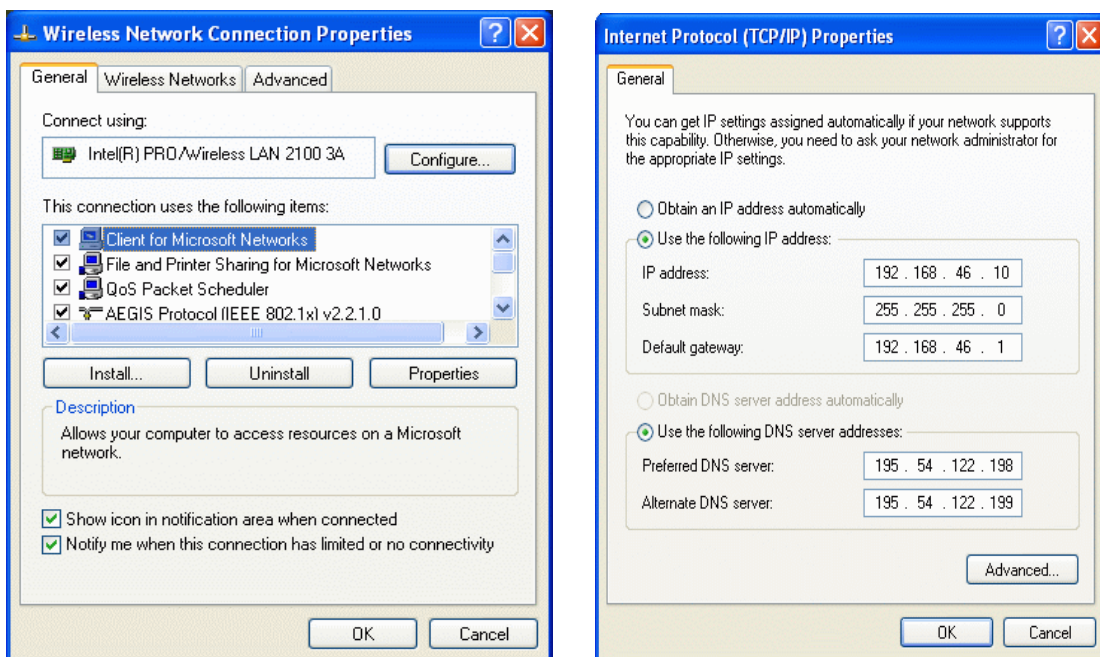 Wireless Network Connection Properties
General
Wireless Networks
Advanced
Connect using:
Intel(R) PRO/Wireless LAN 2100 3A
Configure...
This connection uses the following items:
Client for Microsoft Networks
File and Printer Sharing for Microsoft Networks
QoS Packet Scheduler
AEGIS Protocol (IEEE 802.1x) v2.2.1.0
Install...
Uninstall
Properties
Description
Allows your computer to access resources on a Microsoft
network.
Show icon in notification area when connected
Notify me when this connection has limited or no connectivity
OK
Cancel
Internet Protocol (TCP/IP) Properties
General
You can get IP settings assigned automatically if your network supports
this capability. Otherwise, you need to ask your network administrator for
the appropriate IP settings.
Obtain an IP address automatically
Use the following IP address:
IP address: 192 . 168 . 46 . 10
Subnet mask: 255 . 255 . 255 . 0
Default gateway: 192 . 168 . 46 . 1
Obtain DNS server address automatically
Use the following DNS server addresses:
Preferred DNS server: 195 . 54 . 122 . 198
Alternate DNS server: 195 . 54 . 122 . 199
Advanced...
OK
Cancel